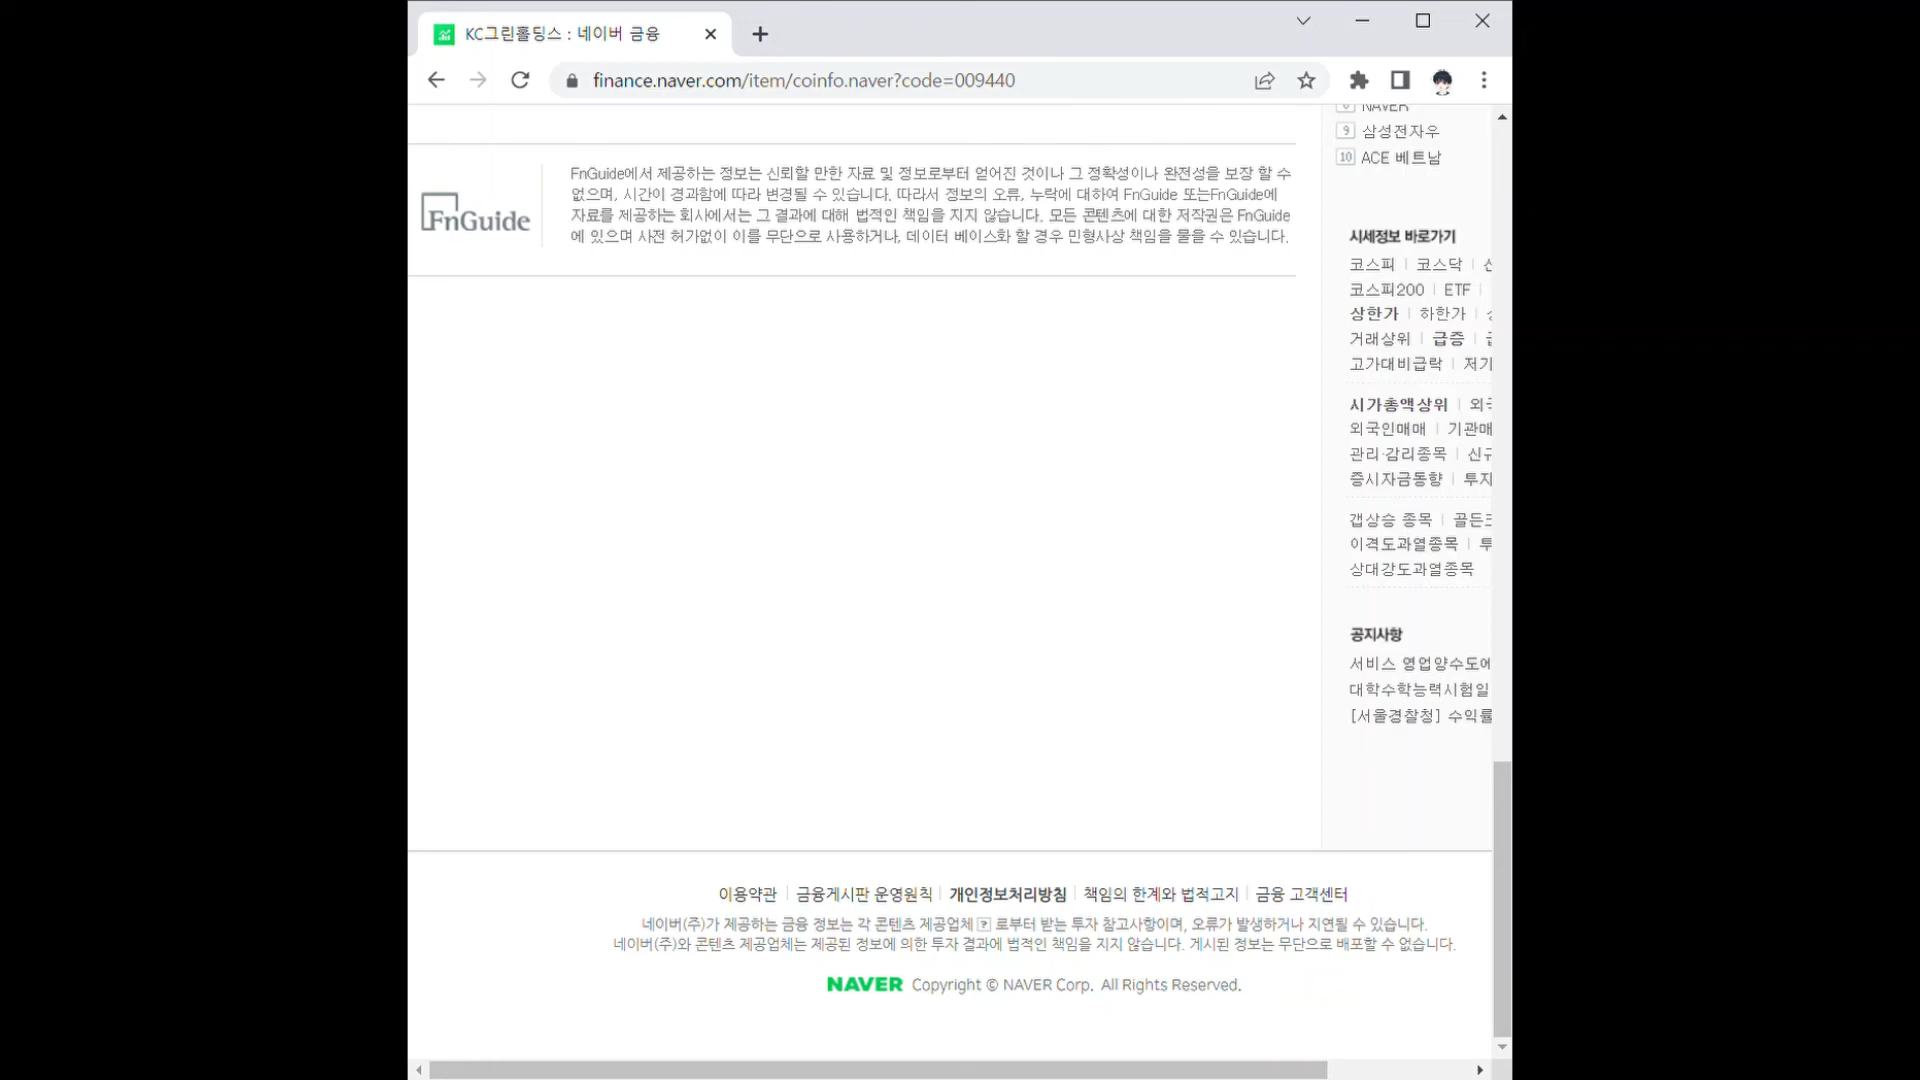 KC그린홀딩스 : 네이버 금융
finance.naver.com/item/coinfo.naver?code=009440
NAVER
9 삼성전자우
10 ACE 베트남
FnGuide
FnGuide에서 제공하는 정보는 신뢰할 만한 자료 및 정보로부터 얻어진 것이나 그 정확성이나 완전성을 보장 할 수
없으며, 시간이 경과함에 따라 변경될 수 있습니다. 따라서 정보의 오류, 누락에 대하여 FnGuide 또는FnGuide에
자료를 제공하는 회사에서는 그 결과에 대해 법적인 책임을 지지 않습니다. 모든 콘텐츠에 대한 저작권은 FnGuide
에 있으며 사전 허가없이 이를 무단으로 사용하거나, 데이터 베이스화 할 경우 민형사상 책임을 물을 수 있습니다.
시세정보 바로가기
코스피 | 코스닥 |
코스피200 | ETF |
상한가 | 하한가 |
거래상위 | 급증 |
고가대비급락 |
시가총액상위 |
외국인매매 | 기관매
관리·감리종목 |
증시자금동향 | 투자
갭상승 종목 | 골든
이격도과열종목 |
상대강도과열종목
공지사항
서비스 영업양수도에
대학수학능력시험일
[서울경찰청] 수익률
이용약관 | 금융게시판 운영원칙 | 개인정보처리방침 | 책임의 한계와 법적고지 | 금융 고객센터
네이버(주)가 제공하는 금융 정보는 각 콘텐츠 제공업체 ? 로부터 받는 투자 참고사항이며, 오류가 발생하거나 지연될 수 있습니다.
네이버(주)와 콘텐츠 제공업체는 제공된 정보에 의한 투자 결과에 법적인 책임을 지지 않습니다. 게시된 정보는 무단으로 배포할 수 없습니다.
NAVER Copyright © NAVER Corp. All Rights Reserved.